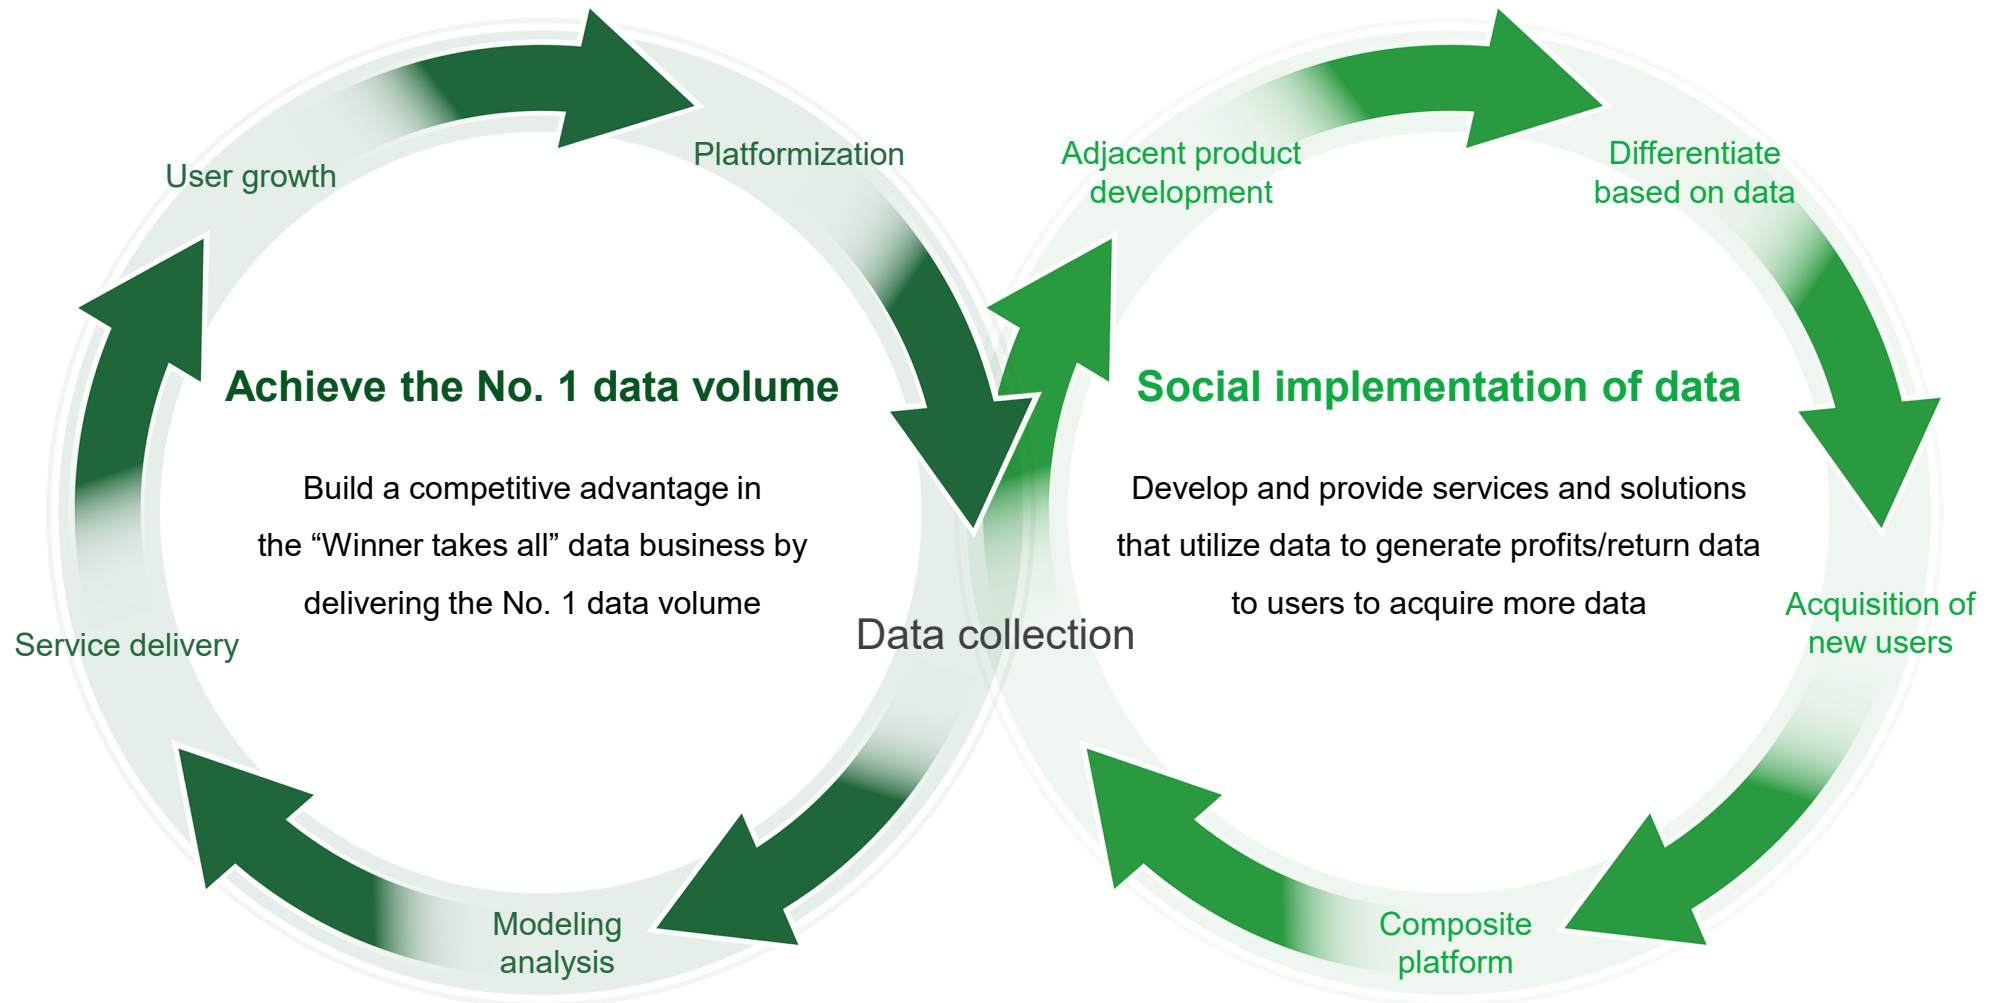 User growth
Platformization
Achieve the No. 1 data volume
Build a competitive advantage in
the “Winner takes all” data business by
delivering the No. 1 data volume
Service delivery
Modeling
analysis
Data collection
Adjacent product
development
Differentiate
based on data
Social implementation of data
Develop and provide services and solutions
that utilize data to generate profits/return data
to users to acquire more data
Acquisition of
new users
Composite
platform